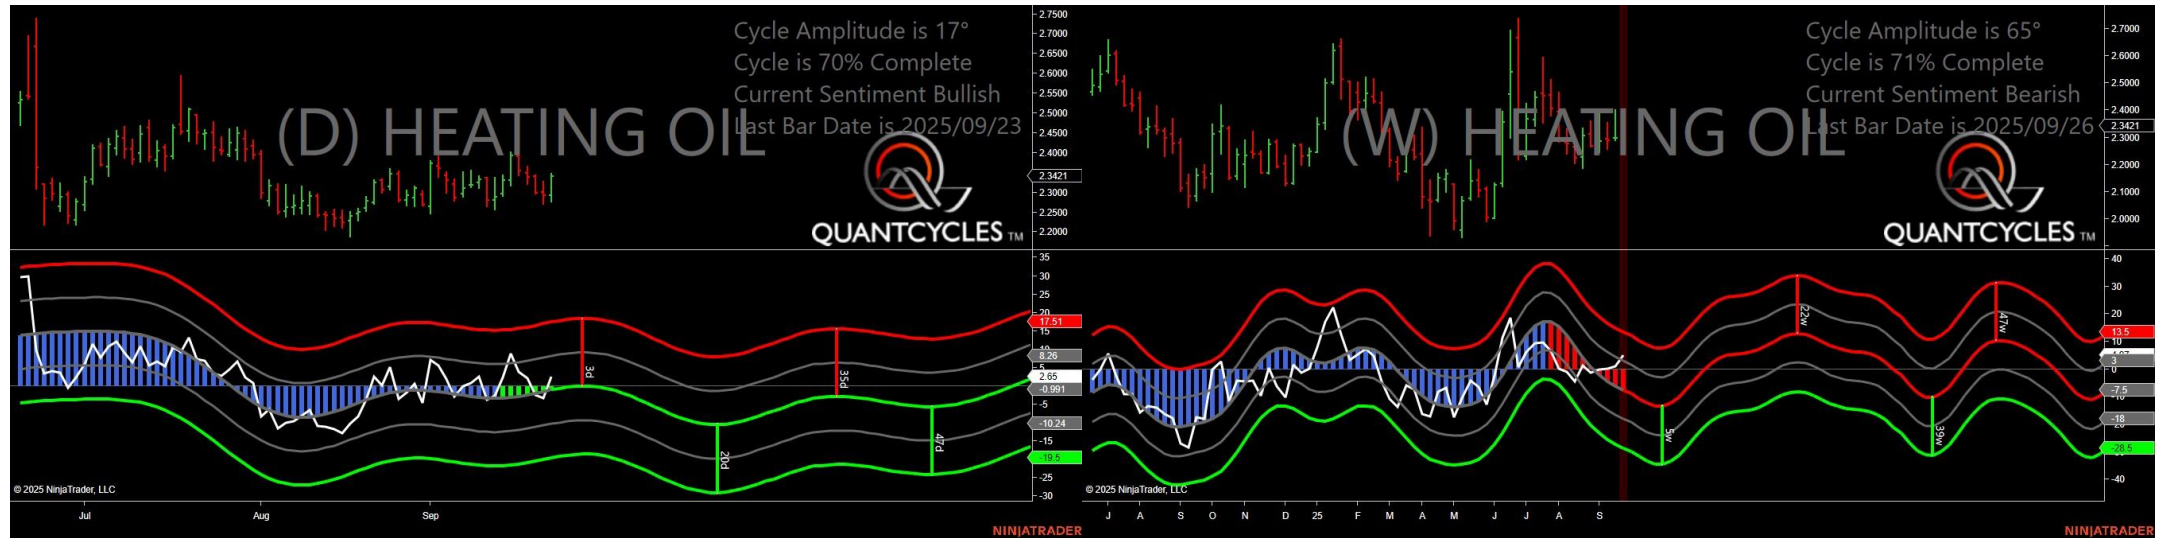 Cycle Amplitude is 17°
Cycle is 70% Complete
Current Sentiment Bullish
Last Bar Date is 2025/09/23
(D) HEATING OIL
QUANTCYCLES TM
2.7500
2.7000
2.6500
2.6000
2.5500
2.5000
2.4500
2.4000
2.3421
2.3000
2.2500
2.2000
35
30
25
20
17.51
15
10
8.26
2.65
-0.991
-5
-10.24
-15
-19.5
-25
-30
3d
20d
35d
47d
© 2025 NinjaTrader, LLC
Jul
Aug
Sep
NINJATRADER
Cycle Amplitude is 65°
Cycle is 71% Complete
Current Sentiment Bearish
Last Bar Date is 2025/09/26
(W) HEATING OIL
QUANTCYCLES TM
2.7000
2.6000
2.5000
2.4000
2.3421
2.3000
2.2000
2.1000
2.0000
40
30
20
13.5
10
3
0
-7.5
-18
-28.5
-40
5w
22w
39w
47w
© 2025 NinjaTrader, LLC
J A S O N D 25 F M A M J J A S
NINJATRADER